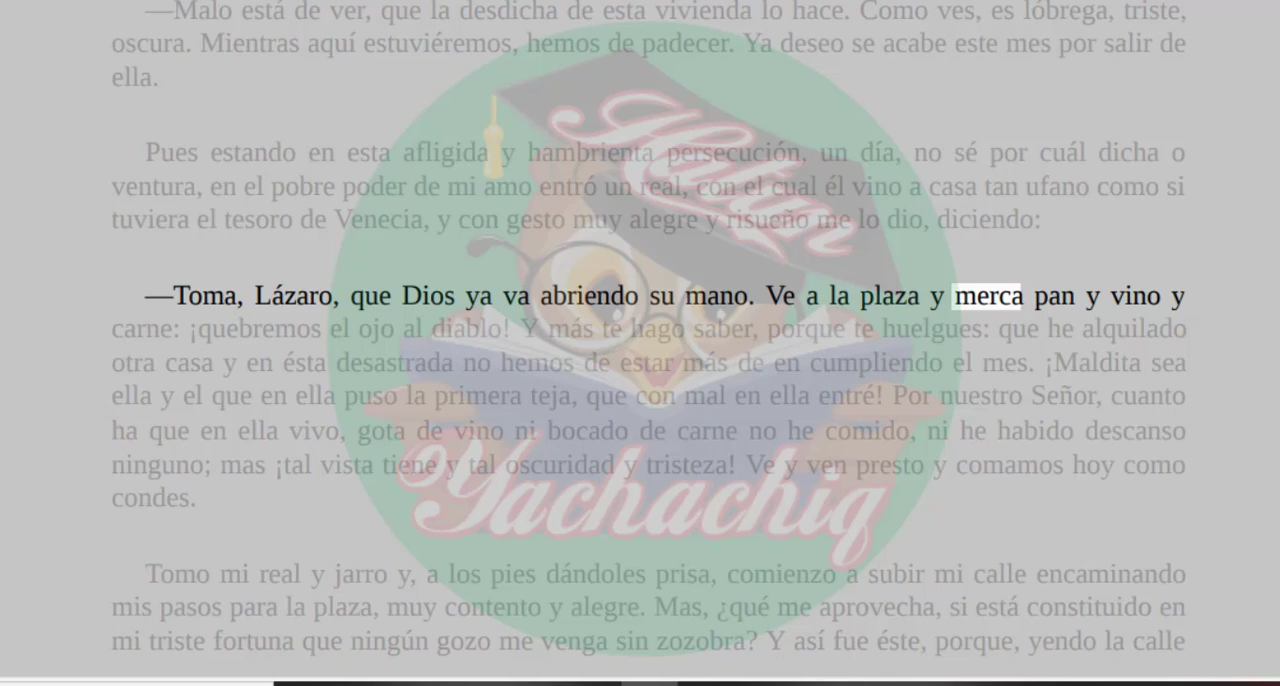 —Malo está de ver, que la desdicha de esta vivienda lo hace. Como ves, es lóbrega, triste,
oscura. Mientras aquí estuviéremos, hemos de padecer. Ya deseo se acabe este mes por salir de
ella.
Pues estando en esta afligida y hambrienta persecución, un día, no sé por cuál dicha o
ventura, en el pobre poder de mi amo entró un real, con el cual él vino a casa tan ufano como si
tuviera el tesoro de Venecia, y con gesto muy alegre y risueño me lo dio, diciendo:
—Toma, Lázaro, que Dios ya va abriendo su mano. Ve a la plaza y merca pan y vino y
carne: ¡quebremos el ojo al diablo! Y más te hago saber, porque te huelgues: que he alquilado
otra casa y en ésta desastrada no hemos de estar más de en cumpliendo el mes. ¡Maldita sea
ella y el que en ella puso la primera teja, que con mal en ella entré! Por nuestro Señor, cuanto
ha que en ella vivo, gota de vino ni bocado de carne no he comido, ni he habido descanso
ninguno; mas ¡tal vista tiene y tal oscuridad y tristeza! Ve y ven presto y comamos hoy como
condes.
Tomo mi real y jarro y, a los pies dándoles prisa, comienzo a subir mi calle encaminando
mis pasos para la plaza, muy contento y alegre. Mas, ¿qué me aprovecha, si está constituido en
mi triste fortuna que ningún gozo me venga sin zozobra? Y así fue éste, porque, yendo la calle
Yachachiq